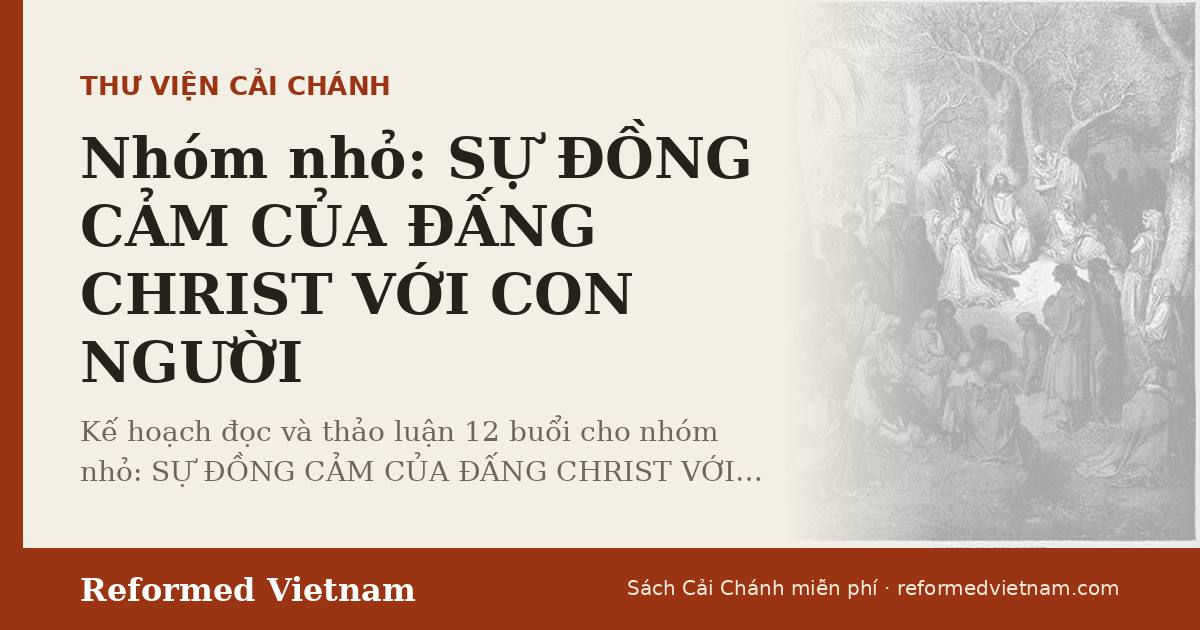 THƯ VIỆN CẢI CHÁNH
Nhóm nhỏ: SỰ ĐỒNG
CẢM CỦA ĐẤNG
CHRIST VỚI CON
NGƯỜI
Kế hoạch đọc và thảo luận 12 buổi cho nhóm
nhỏ: SỰ ĐỒNG CẢM CỦA ĐẤNG CHRIST VỚI...
Reformed Vietnam
Sách Cải Chánh miễn phí · reformedvietnam.com